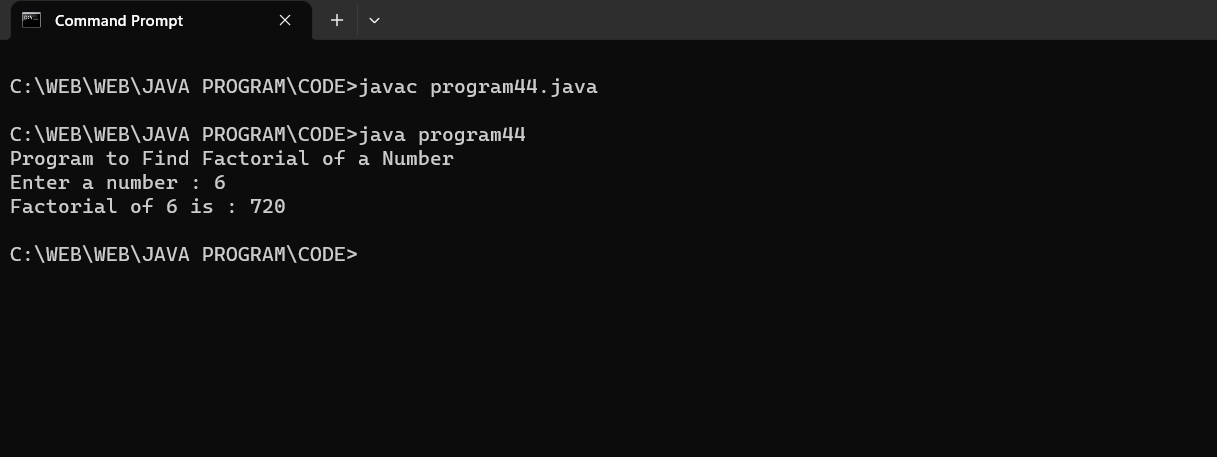 Command Prompt
C:\WEB\WEB\JAVA PROGRAM\CODE>javac program44.java
C:\WEB\WEB\JAVA PROGRAM\CODE>java program44
Program to Find Factorial of a Number
Enter a number : 6
Factorial of 6 is : 720
C:\WEB\WEB\JAVA PROGRAM\CODE>